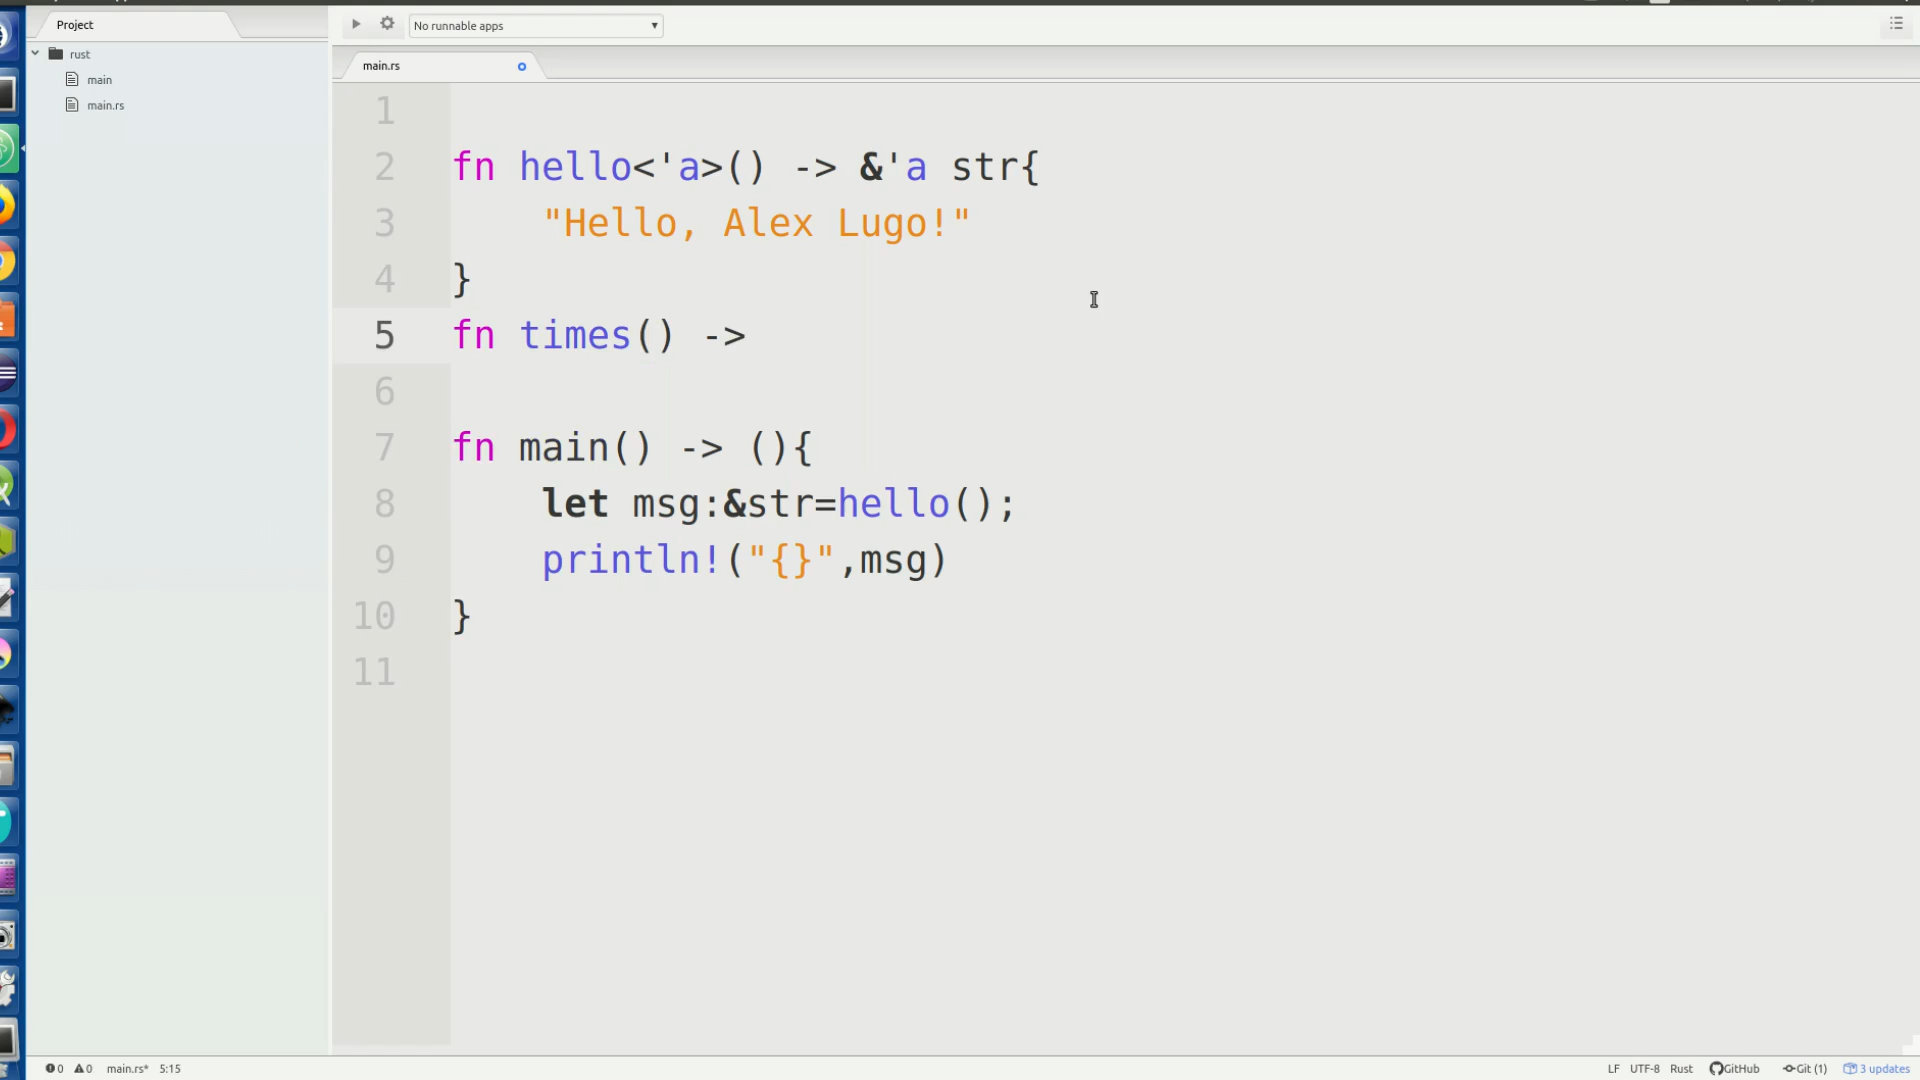 Project
No runnable apps
rust
main
main.rs
main.rs
1
2 fn hello<'a>() -> &'a str{
3 "Hello, Alex Lugo!"
4 }
5 fn times() ->
6
7 fn main() -> (){
8 let msg:&str=hello();
9 println!("{}",msg)
10 }
11
0 0 main.rs* 5:15 LF UTF-8 Rust GitHub Git (1) 3 updates